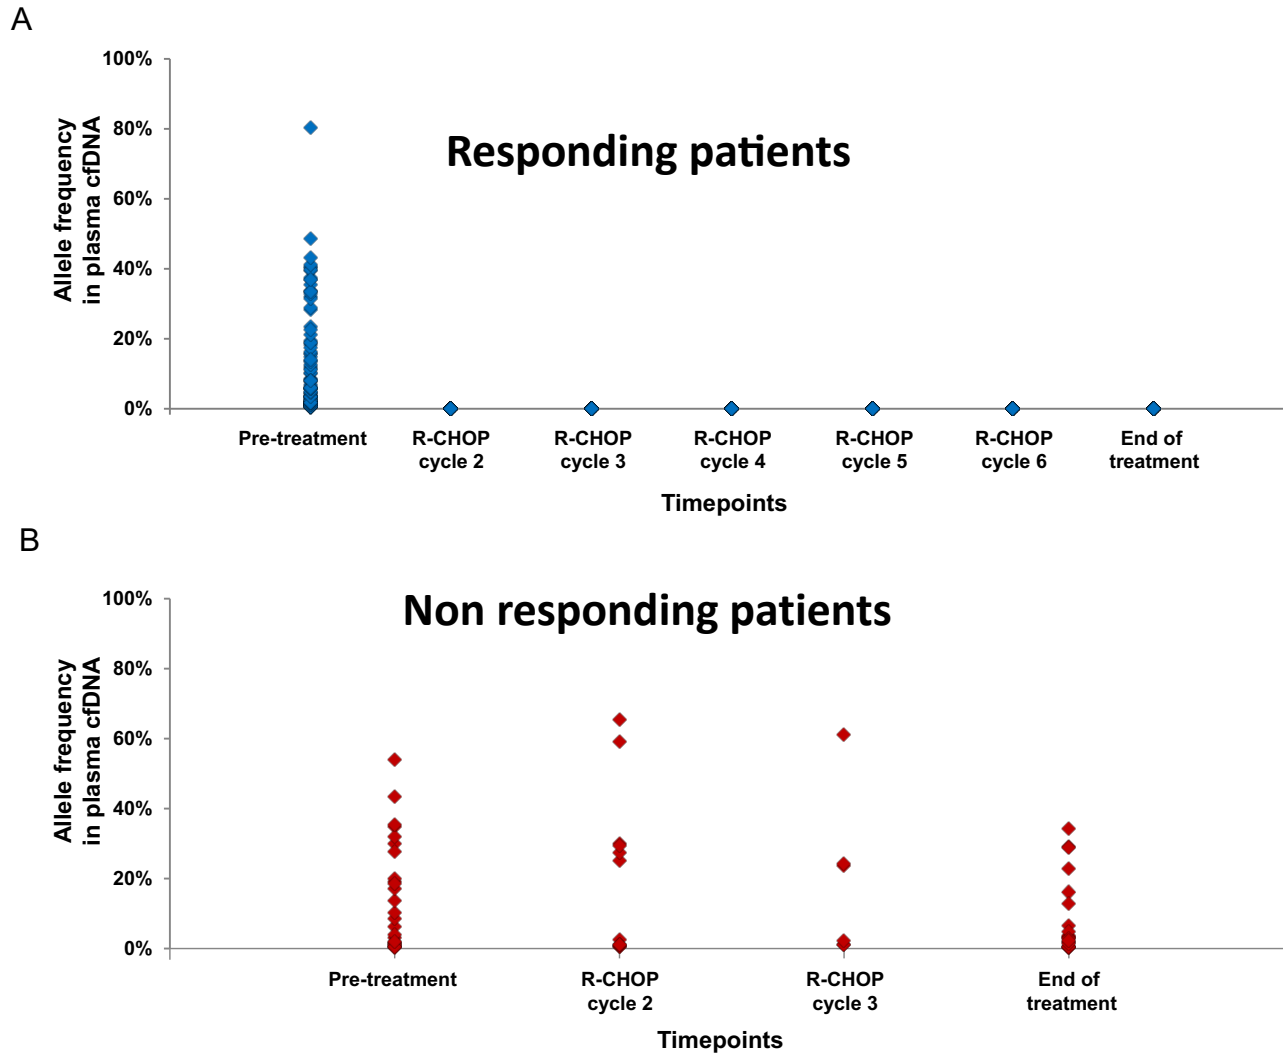 A
100%
80%
60%
40%
20%
0%
Allele frequency
in plasma cfDNA
Responding patients
Pre-treatment
R-CHOP
cycle 2
R-CHOP
cycle 3
R-CHOP
cycle 4
R-CHOP
cycle 5
R-CHOP
cycle 6
End of
treatment
Timepoints
B
100%
80%
60%
40%
20%
0%
Allele frequency
in plasma cfDNA
Non responding patients
Pre-treatment
R-CHOP
cycle 2
R-CHOP
cycle 3
End of
treatment
Timepoints